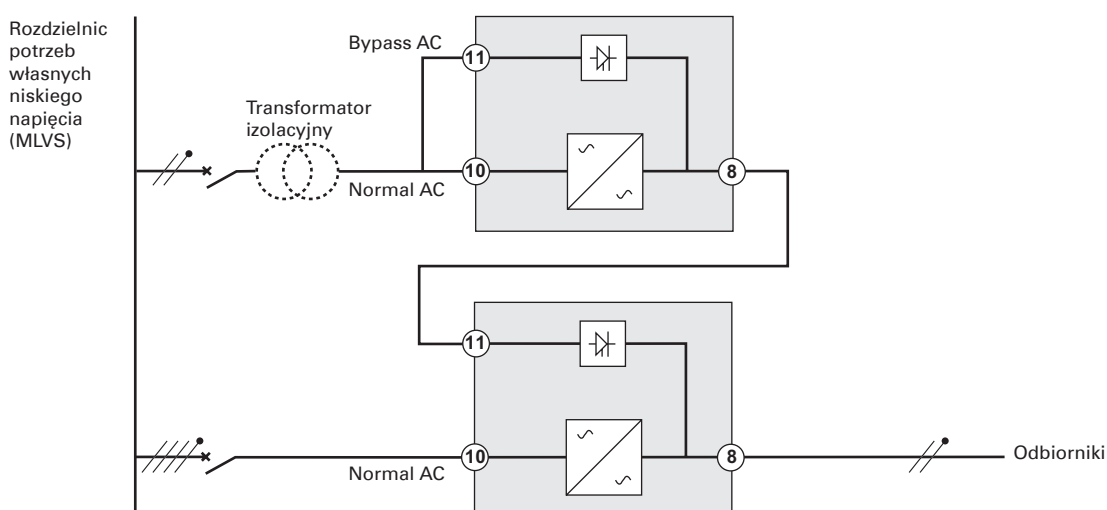 Rozdzielnic
potrzeb
własnych
niskiego
napięcia
(MLVS)
Bypass AC
11
Transformator
izolacyjny
10
8
Normal AC
11
10
8
Odbiorniki
Normal AC